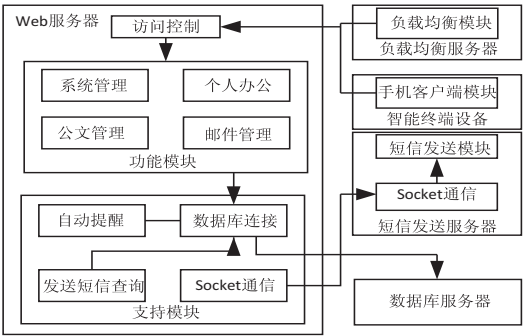 Web服务器
访问控制
系统管理
个人办公
公文管理
邮件管理
功能模块
自动提醒
数据库连接
发送短信查询
Socket通信
支持模块
负载均衡模块
负载均衡服务器
手机客户端模块
智能终端设备
短信发送模块
Socket通信
短信发送服务器
数据库服务器